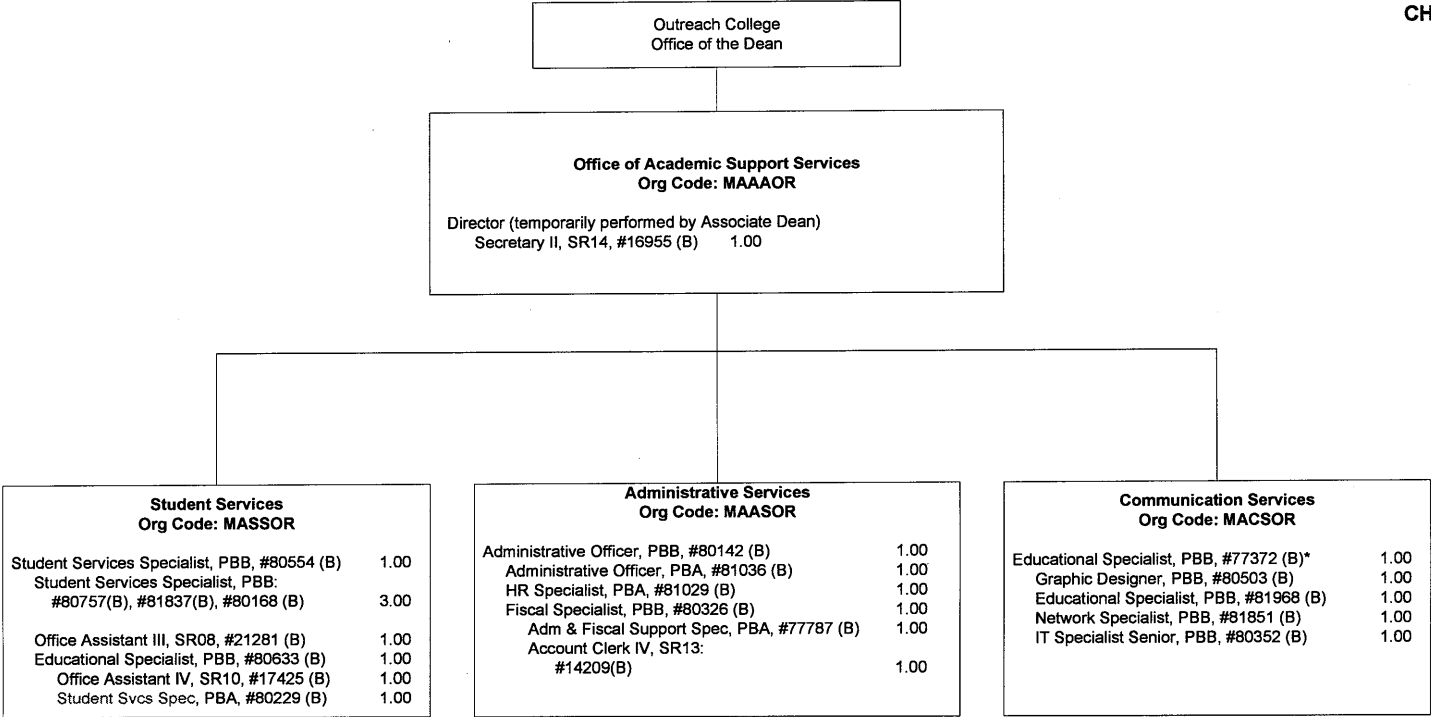 CH
Outreach College
Office of the Dean
Office of Academic Support Services
Org Code: MAAAOR
Director (temporarily performed by Associate Dean)
Secretary II, SR14, #16955 (B) 1.00
Student Services
Org Code: MASSOR
Student Services Specialist, PBB, #80554 (B) 1.00
Student Services Specialist, PBB:
#80757(B), #81837(B), #80168 (B) 3.00
Office Assistant III, SR08, #21281 (B) 1.00
Educational Specialist, PBB, #80633 (B) 1.00
Office Assistant IV, SR10, #17425 (B) 1.00
Student Svcs Spec, PBA, #80229 (B) 1.00
Administrative Services
Org Code: MAASOR
Administrative Officer, PBB, #80142 (B) 1.00
Administrative Officer, PBA, #81036 (B) 1.00
HR Specialist, PBA, #81029 (B) 1.00
Fiscal Specialist, PBB, #80326 (B) 1.00
Adm & Fiscal Support Spec, PBA, #77787 (B) 1.00
Account Clerk IV, SR13:
#14209(B) 1.00
Communication Services
Org Code: MACSOR
Educational Specialist, PBB, #77372 (B)* 1.00
Graphic Designer, PBB, #80503 (B) 1.00
Educational Specialist, PBB, #81968 (B) 1.00
Network Specialist, PBB, #81851 (B) 1.00
IT Specialist Senior, PBB, #80352 (B) 1.00